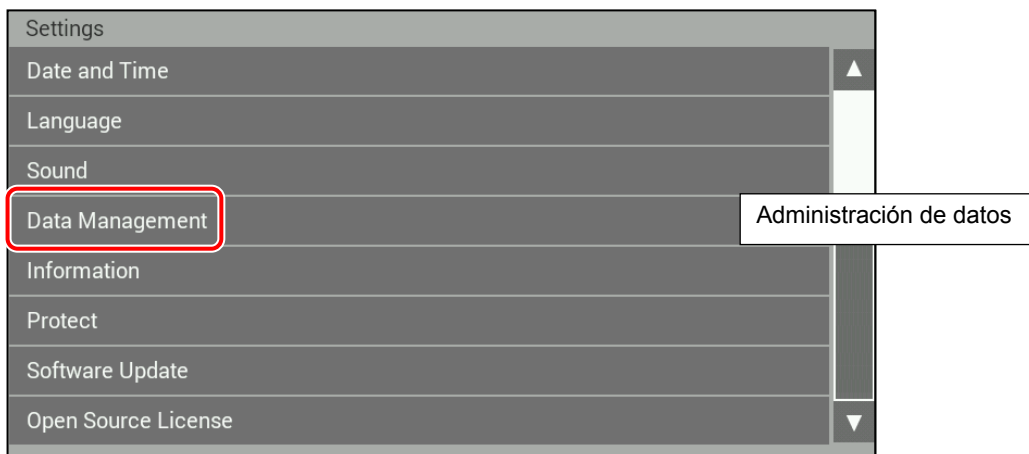 Settings
Date and Time
Language
Sound
Data Management
Administración de datos
Information
Protect
Software Update
Open Source License